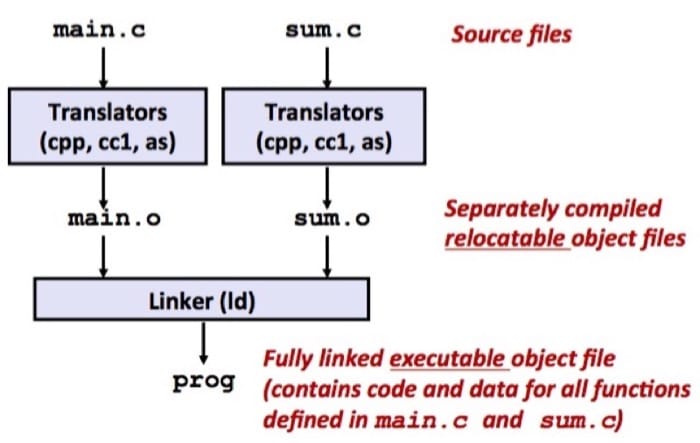 main.c sum.c Source files
Translators Translators
(cpp, cc1, as) (cpp, cc1, as)
main.o sum.o Separately compiled
relocatable object files
Linker (ld)
Fully linked executable object file
prog (contains code and data for all functions
defined in main.c and sum.c)